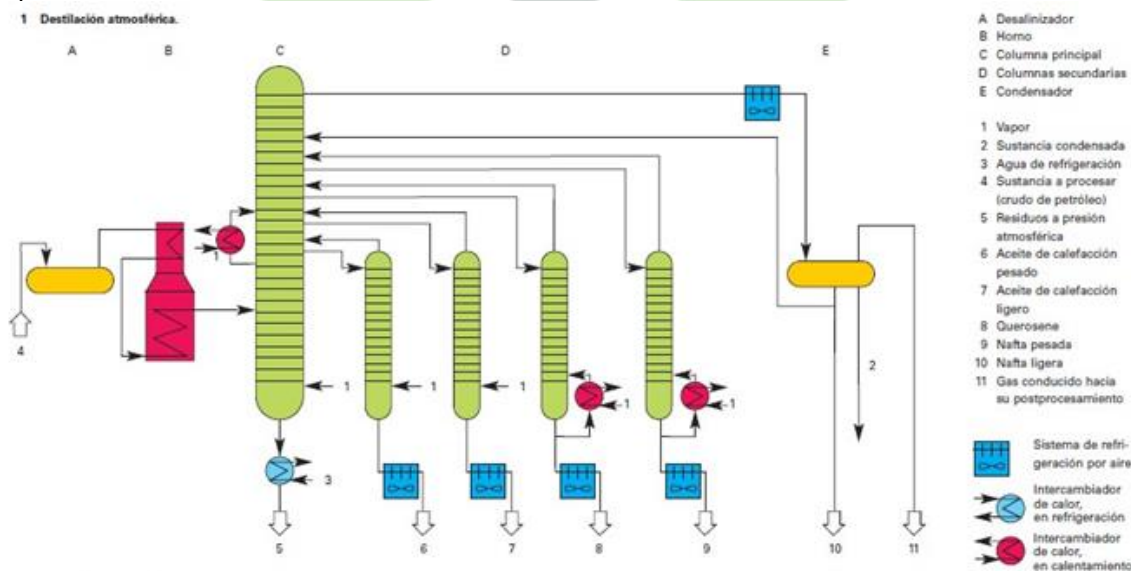 1 Destilación atmosférica.
A
B
C
D
E
A Desalinizador
B Horno
C Columna principal
D Columnas secundarias
E Condensador
1 Vapor
2 Sustancia condensada
3 Agua de refrigeración
4 Sustancia a procesar
(crudo de petróleo)
5 Residuos a presión
atmosférica
6 Aceite de calefacción
pesado
7 Aceite de calefacción
ligero
8 Querosene
9 Nafta pesada
10 Nafta ligera
11 Gas conducido hacia
su postprocesamiento
Sistema de refri-
geración por aire
Intercambiador
de calor,
en refrigeración
Intercambiador
de calor,
en calentamiento
1
4
2
1
1
1
1
1
3
5
6
7
8
9
10
11